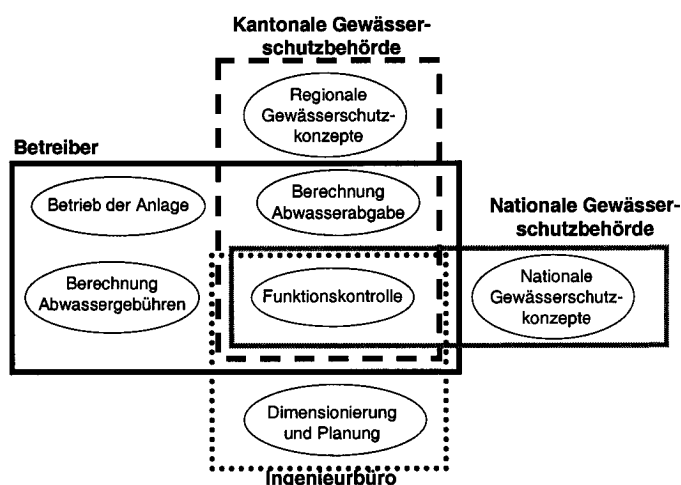 Kantonale Gewässer-
schutzbehörde
Regionale
Gewässerschutz-
konzepte
Betreiber
Betrieb der Anlage
Berechnung
Abwasserabgabe
Nationale Gewässer-
schutzbehörde
Berechnung
Abwassergebühren
Funktionskontrolle
Nationale
Gewässerschutz-
konzepte
Dimensionierung
und Planung
Ingenieurbüro